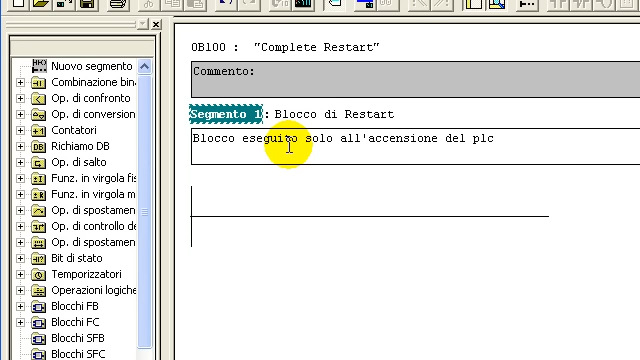 OB100 : "Complete Restart"
Commento:
Segmento 1: Blocco di Restart
Blocco eseguito solo all'accensione del plc
Nuovo segmento
Combinazione bina
Op. di confronto
Op. di conversion
Contatori
Richiamo DB
Op. di salto
Funz. in virgola fis
Funz. in virgola m
Op. di spostamen
Op. di controllo de
Op. di spostamen
Bit di stato
Temporizzatori
Operazioni logiche
Blocchi FB
Blocchi FC
Blocchi SFB
Blocchi SFC